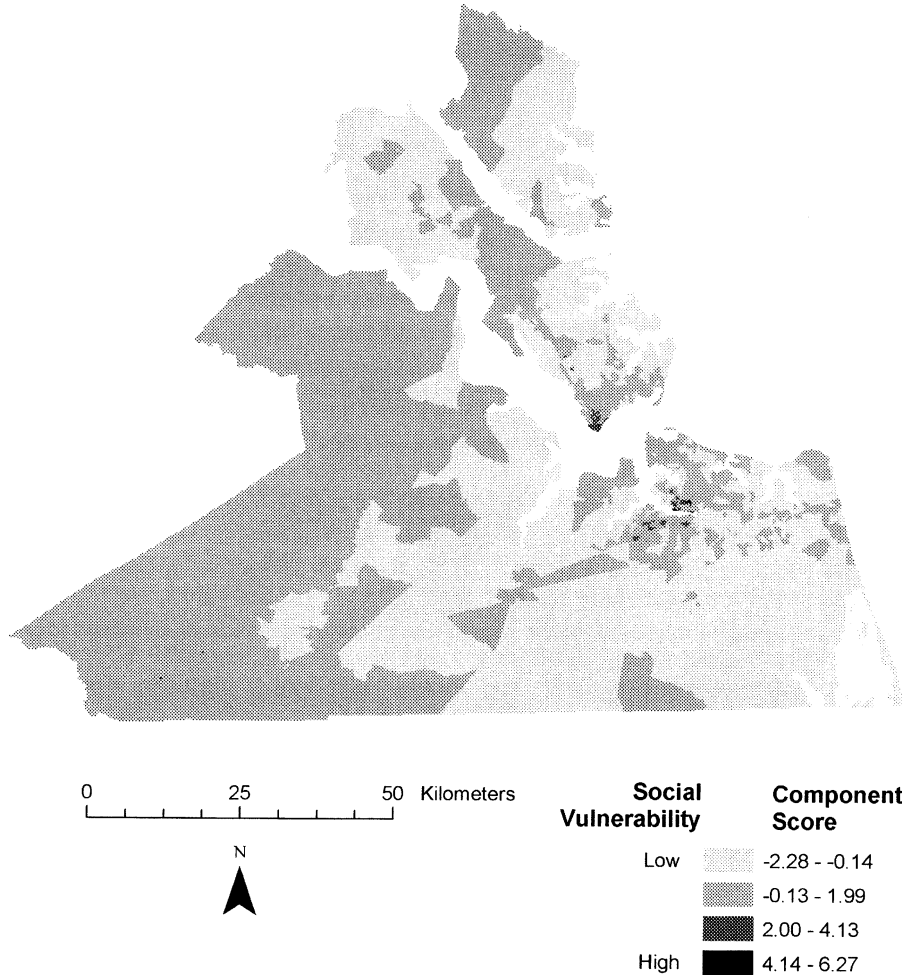 0 25 50 Kilometers
N
Social Vulnerability Component Score
Low -2.28 - -0.14
-0.13 - 1.99
2.00 - 4.13
High 4.14 - 6.27